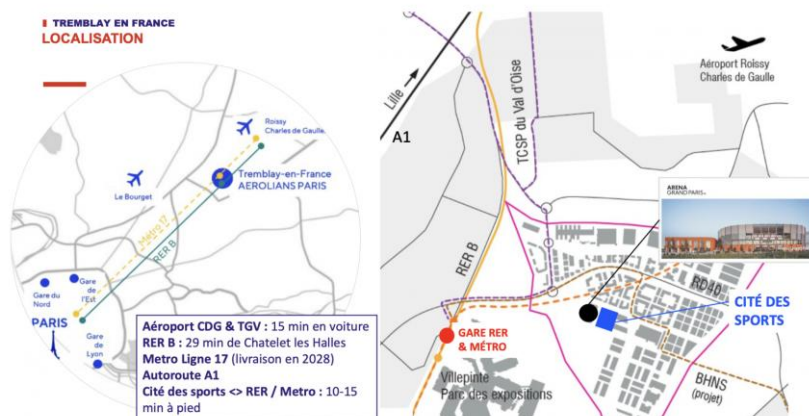 TREMBLAY EN FRANCE
LOCALISATION
Roissy
Charles de Gaulle.
Tremblay-en-France
AEROLIANS PARIS
Le Bourget
Metro 17
RER B
Gare du
Nord
Gare
de
l'Est
PARIS
Gare
de
Lyon
Aéroport CDG & TGV : 15 min en voiture
RER B : 29 min de Chatelet les Halles
Metro Ligne 17 (livraison en 2028)
Autoroute A1
Cité des sports <> RER / Metro : 10-15
min à pied
Lille
A1
TCSP du Val d'Oise
Aéroport Roissy
Charles de Gaulle
ARENA
GRAND PARIS
RER B
RD40
CITÉ DES
SPORTS
GARE RER
& MÉTRO
Villepinte
Parc des expositions
BHNS
(projet)